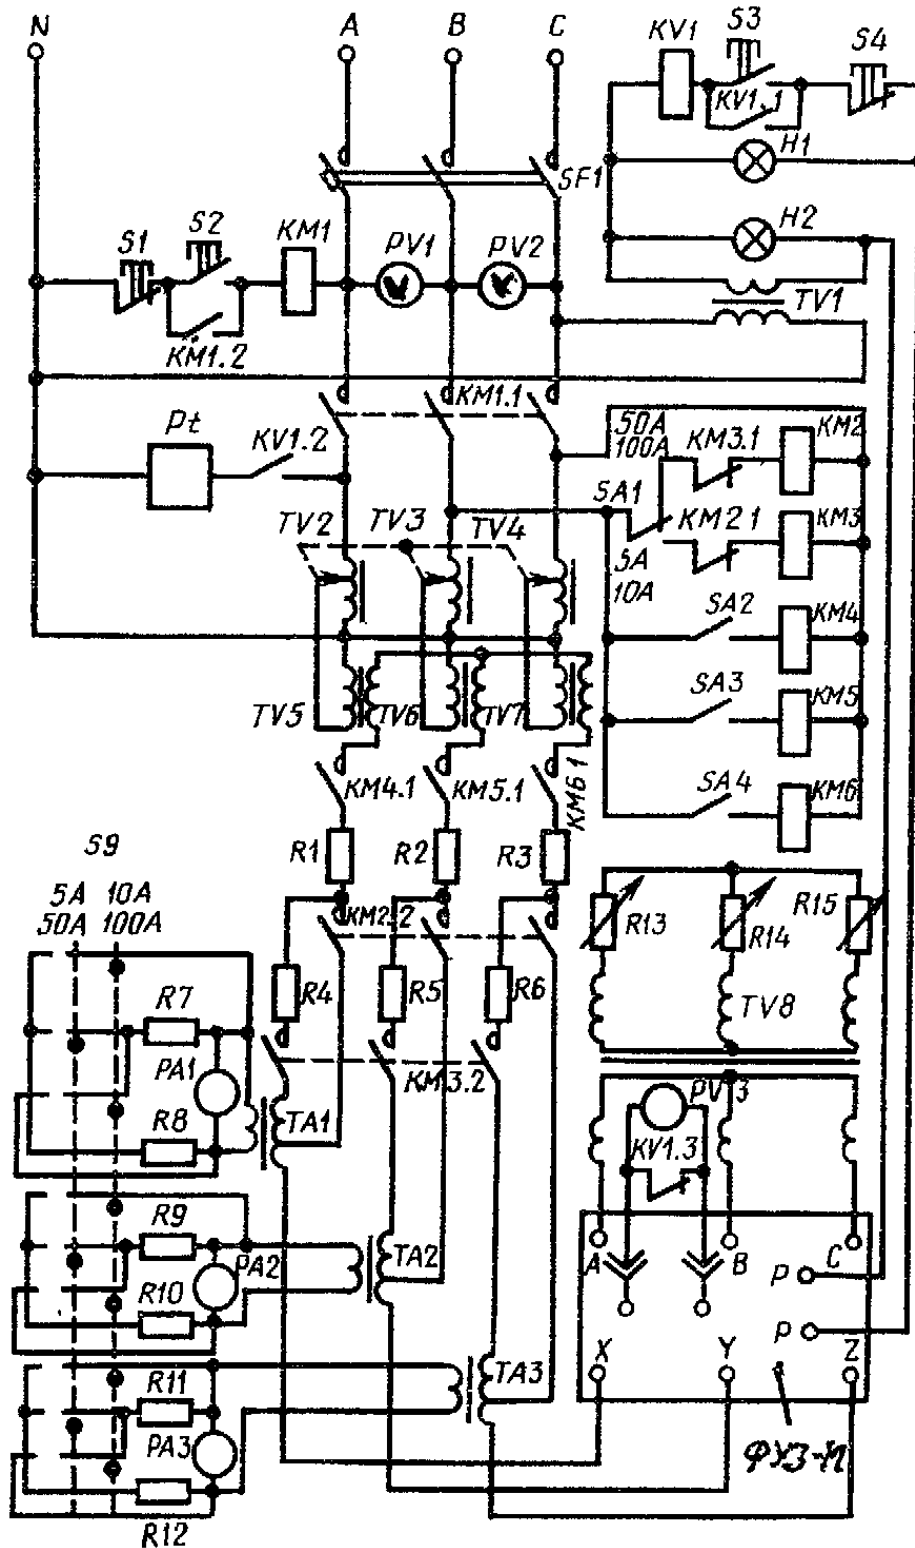 N A B C
KV1 S3 S4
KV1.1
H1
SF1
S1 S2 KM1 PV1 PV2 H2
TV1
KM1.2
KM1.1
Pt KV1.2
50A
100A
KM3.1 KM2
SA1
KM2.1 KM3
TV2 TV3 TV4
5A
10A
SA2 KM4
SA3 KM5
TV5 TV6 TV7
SA4 KM6
KM4.1 KM5.1 KM6.1
R1 R2 R3
S9
5A 10A
50A 100A
KM2.2
R13 R14 R15
R4 R5 R6
R7 TV8
PA1
KM3.2
PV3
R8 TA1
KV1.3
R9
PA2 TA2
A B C
P
R10
P
X Y Z
R11 TA3
PA3
ФУЗ-М
R12